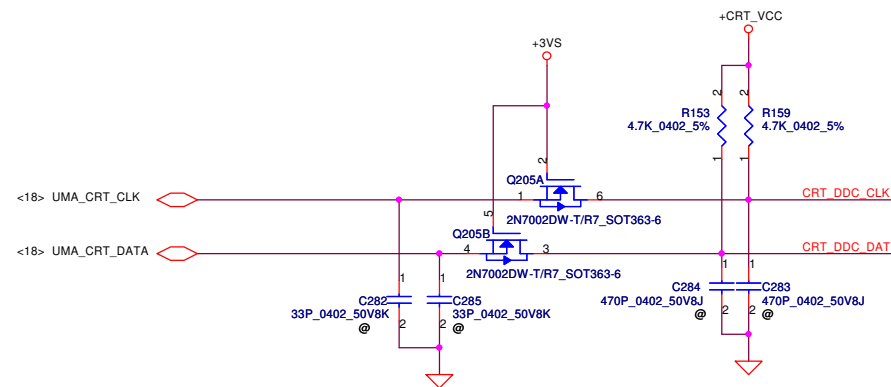 +CRT_VCC
+3VS
2 2
R153 R159
4.7K_0402_5% 4.7K_0402_5%
1 1
2
Q205A
<18> UMA_CRT_CLK 1 6 CRT_DDC_CLK
2N7002DW-T/R7_SOT363-6
5
Q205B
<18> UMA_CRT_DATA 4 3 CRT_DDC_DAT
2N7002DW-T/R7_SOT363-6
1 1 1 1
C282 C285 C284 C283
33P_0402_50V8K 33P_0402_50V8K 470P_0402_50V8J 470P_0402_50V8J
2 2 2 2
@ @ @ @